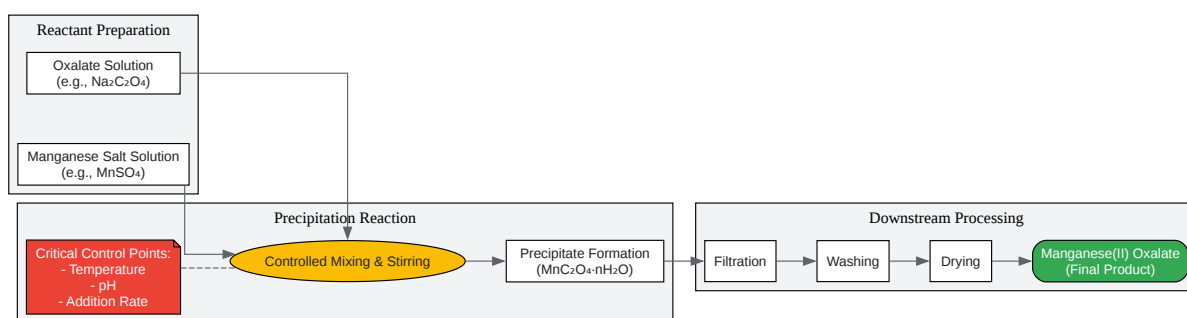 Reactant Preparation
Oxalate Solution
(e.g., Na₂C₂O₄)
Manganese Salt Solution
(e.g., MnSO₄)
Precipitation Reaction
Critical Control Points:
- Temperature
- pH
- Addition Rate
Controlled Mixing & Stirring
Precipitate Formation
(MnC₂O₄·nH₂O)
Downstream Processing
Filtration
Washing
Drying
Manganese(II) Oxalate
(Final Product)